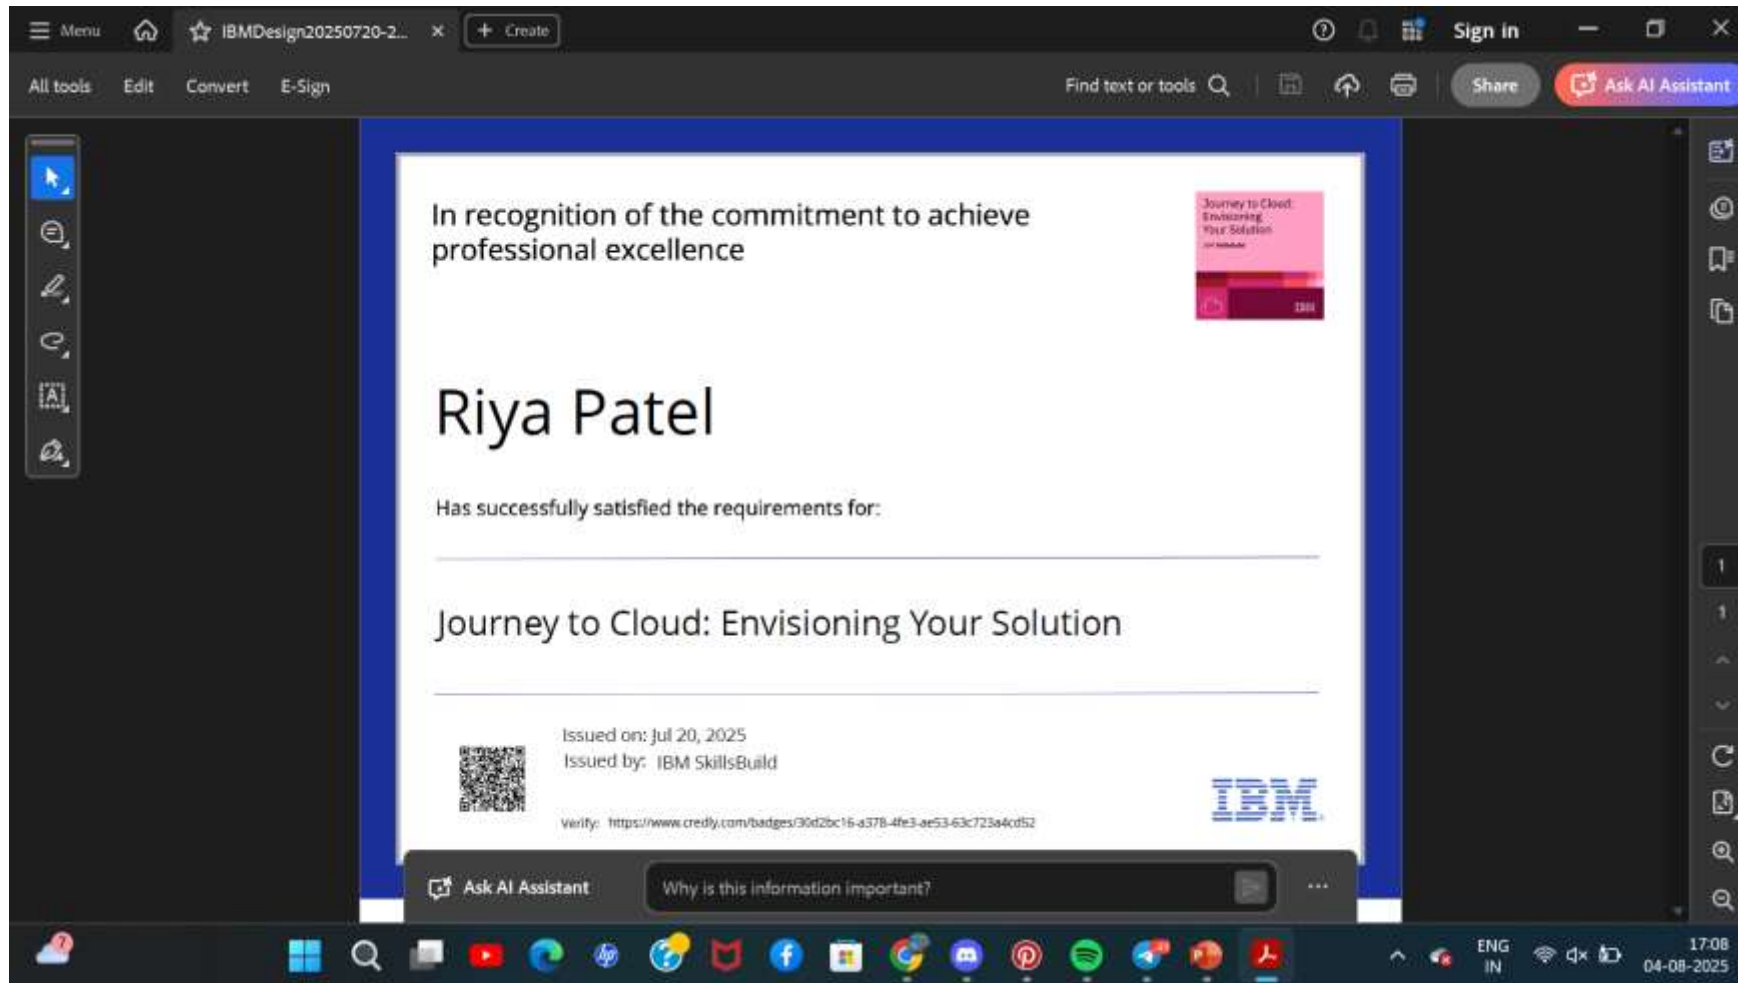 Menu
IBMDesign20250720-2...
Create
Sign in
All tools
Edit
Convert
E-Sign
Find text or tools
Share
Ask AI Assistant
In recognition of the commitment to achieve
professional excellence
Journey to Cloud:
Envisioning
Your Solution
IBM
Riya Patel
Has successfully satisfied the requirements for:
Journey to Cloud: Envisioning Your Solution
Issued on: Jul 20, 2025
Issued by: IBM SkillsBuild
Verify: https://www.credly.com/badges/30d2bc16-a378-4fe3-ae53-63c723a4cd52
IBM
1
1
Ask AI Assistant
Why is this information important?
7
hp
ENG
IN
17:08
04-08-2025